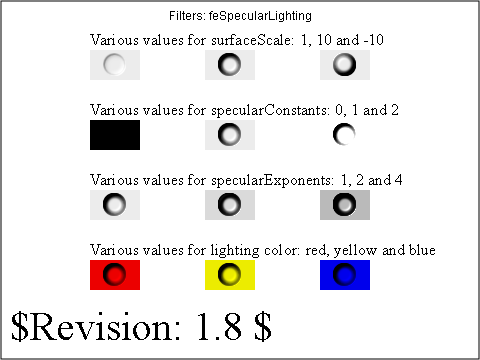 Filters: feSpecularLighting
Various values for surfaceScale: 1, 10 and -10
Various values for specularConstants: 0, 1 and 2
Various values for specularExponents: 1, 2 and 4
Various values for lighting color: red, yellow and blue
$Revision: 1.8 $